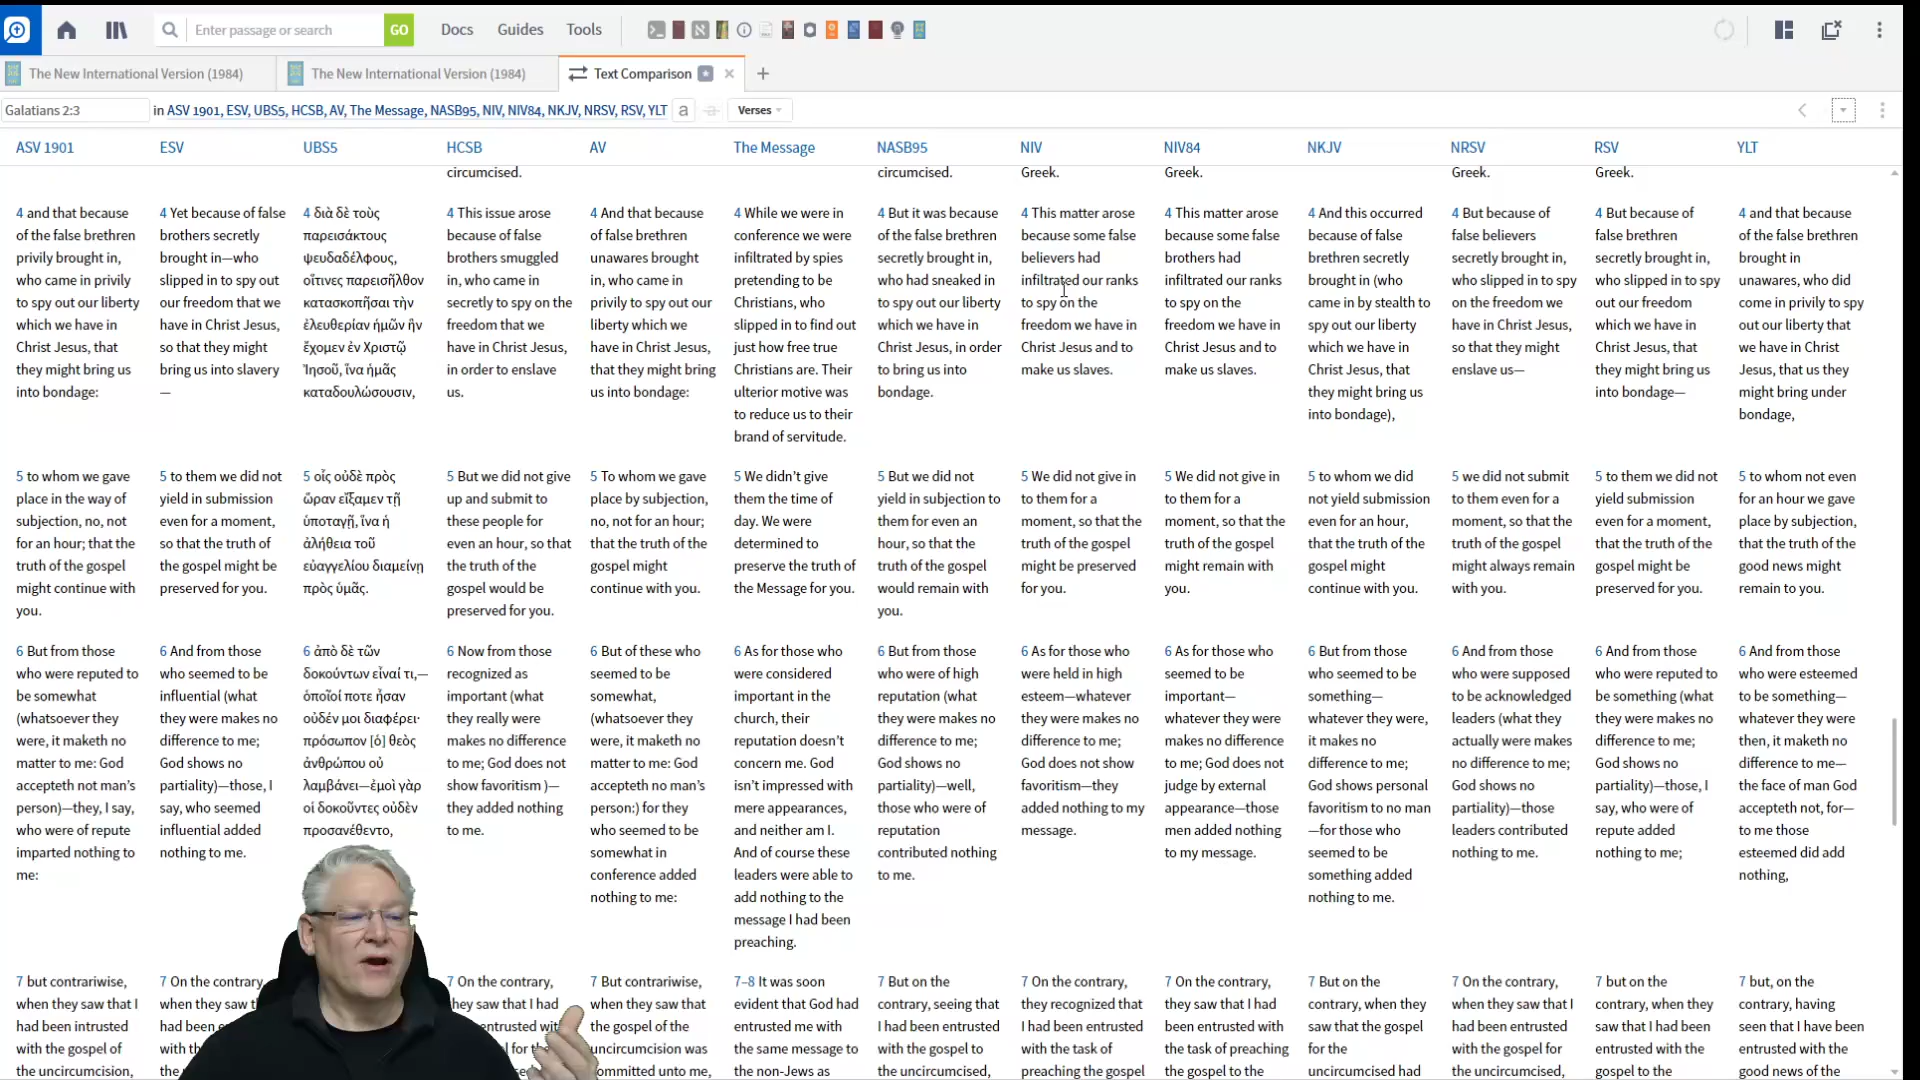 Enter passage or search
GO
Docs
Guides
Tools
The New International Version (1984)
The New International Version (1984)
Text Comparison
Galatians 2:3
in ASV 1901, ESV, UBS5, HCSB, AV, The Message, NASB95, NIV, NIV84, NKJV, NRSV, RSV, YLT
a
Verses
ASV 1901
ESV
UBS5
HCSB
AV
The Message
NASB95
NIV
NIV84
NKJV
NRSV
RSV
YLT
circumcised.
circumcised.
Greek.
Greek.
Greek.
Greek.
4 and that because
of the false brethren
privily brought in,
who came in privily
to spy out our liberty
which we have in
Christ Jesus, that
they might bring us
into bondage:
4 Yet because of false
brothers secretly
brought in—who
slipped in to spy out
our freedom that we
have in Christ Jesus,
so that they might
bring us into slavery
—
4 διὰ δὲ τοὺς
παρεισάκτους
ψευδαδέλφους,
οἵτινες παρεισῆλθον
κατασκοπῆσαι τὴν
ἐλευθερίαν ἡμῶν ἣν
ἔχομεν ἐν Χριστῷ
Ἰησοῦ, ἵνα ἡμᾶς
καταδουλώσουσιν,
4 This issue arose
because of false
brothers smuggled
in, who came in
secretly to spy on the
freedom that we
have in Christ Jesus,
in order to enslave
us.
4 And that because
of false brethren
unawares brought
in, who came in
privily to spy out our
liberty which we
have in Christ Jesus,
that they might bring
us into bondage:
4 While we were in
conference we were
infiltrated by spies
pretending to be
Christians, who
slipped in to find out
just how free true
Christians are. Their
ulterior motive was
to reduce us to their
brand of servitude.
4 But it was because
of the false brethren
secretly brought in,
who had sneaked in
to spy out our liberty
which we have in
Christ Jesus, in order
to bring us into
bondage.
4 This matter arose
because some false
believers had
infiltrated our ranks
to spy on the
freedom we have in
Christ Jesus and to
make us slaves.
4 This matter arose
because some false
brothers had
infiltrated our ranks
to spy on the
freedom we have in
Christ Jesus and to
make us slaves.
4 And this occurred
because of false
brethren secretly
brought in (who
came in by stealth to
spy out our liberty
which we have in
Christ Jesus, that
they might bring us
into bondage),
4 But because of
false believers
secretly brought in,
who slipped in to spy
on the freedom we
have in Christ Jesus,
so that they might
enslave us—
4 But because of
false brethren
secretly brought in,
who slipped in to spy
out our freedom
which we have in
Christ Jesus, that
they might bring us
into bondage—
4 and that because
of the false brethren
brought in
unawares, who did
come in privily to spy
out our liberty that
we have in Christ
Jesus, that us they
might bring under
bondage,
5 to whom we gave
place in the way of
subjection, no, not
for an hour; that the
truth of the gospel
might continue with
you.
5 to them we did not
yield in submission
even for a moment,
so that the truth of
the gospel might be
preserved for you.
5 οἷς οὐδὲ πρὸς
ὥραν εἴξαμεν τῇ
ὑποταγῇ, ἵνα ἡ
ἀλήθεια τοῦ
εὐαγγελίου διαμείνῃ
πρὸς ὑμᾶς.
5 But we did not give
up and submit to
these people for
even an hour, so that
the truth of the
gospel would be
preserved for you.
5 To whom we gave
place by subjection,
no, not for an hour;
that the truth of the
gospel might
continue with you.
5 We didn’t give
them the time of
day. We were
determined to
preserve the truth of
the Message for you.
5 But we did not
yield in subjection to
them for even an
hour, so that the
truth of the gospel
would remain with
you.
5 We did not give in
to them for a
moment, so that the
truth of the gospel
might be preserved
for you.
5 We did not give in
to them for a
moment, so that the
truth of the gospel
might remain with
you.
5 to whom we did
not yield submission
even for an hour,
that the truth of the
gospel might
continue with you.
5 we did not submit
to them even for a
moment, so that the
truth of the gospel
might always remain
with you.
5 to them we did not
yield submission
even for a moment,
that the truth of the
gospel might be
preserved for you.
5 to whom not even
for an hour we gave
place by subjection,
that the truth of the
good news might
remain to you.
6 But from those
who were reputed to
be somewhat
(whatsoever they
were, it maketh no
matter to me: God
accepteth not man’s
person)—they, I say,
who were of repute
imparted nothing to
me:
6 And from those
who seemed to be
influential (what
they were makes no
difference to me;
God shows no
partiality)—those, I
say, who seemed
influential added
nothing to me.
6 ἀπὸ δὲ τῶν
δοκούντων εἶναί τι,—
ὁποῖοί ποτε ἦσαν
οὐδέν μοι διαφέρει·
πρόσωπον [ὁ] θεὸς
ἀνθρώπου οὐ
λαμβάνει—ἐμοὶ γὰρ
οἱ δοκοῦντες οὐδὲν
προσανέθεντο,
6 Now from those
recognized as
important (what
they really were
makes no difference
to me; God does not
show favoritism )—
they added nothing
to me.
6 But of these who
seemed to be
somewhat,
(whatsoever they
were, it maketh no
matter to me: God
accepteth no man’s
person:) for they
who seemed to be
somewhat in
conference added
nothing to me:
6 As for those who
were considered
important in the
church, their
reputation doesn’t
concern me. God
isn’t impressed with
mere appearances,
and neither am I.
And of course these
leaders were able to
add nothing to the
message I had been
preaching.
6 But from those
who were of high
reputation (what
they were makes no
difference to me;
God shows no
partiality)—well,
those who were of
reputation
contributed nothing
to me.
6 As for those who
were held in high
esteem—whatever
they were makes no
difference to me;
God does not show
favoritism—they
added nothing to my
message.
6 As for those who
seemed to be
important—
whatever they were
makes no difference
to me; God does not
judge by external
appearance—those
men added nothing
to my message.
6 But from those
who seemed to be
something—
whatever they were,
it makes no
difference to me;
God shows personal
favoritism to no man
—for those who
seemed to be
something added
nothing to me.
6 And from those
who were supposed
to be acknowledged
leaders (what they
actually were makes
no difference to me;
God shows no
partiality)—those
leaders contributed
nothing to me.
6 And from those
who were reputed to
be something (what
they were makes no
difference to me;
God shows no
partiality)—those, I
say, who were of
repute added
nothing to me;
6 And from those
who were esteemed
to be something—
whatever they were
then, it maketh no
difference to me—
the face of man God
accepteth not, for—
to me those
esteemed did add
nothing,
7 but contrariwise,
when they saw that I
had been intrusted
with the gospel of
the uncircumcision,
7 On the contrary,
when they saw
had been
with
the
7 On the contrary,
they saw that I had
entrusted
for
7 But contrariwise,
when they saw that
the gospel of the
uncircumcision was
committed unto me,
7–8 It was soon
evident that God had
entrusted me with
the same message to
the non-Jews as
7 But on the
contrary, seeing that
I had been entrusted
with the gospel to
the uncircumcised,
7 On the contrary,
they recognized that
I had been entrusted
with the task of
preaching the gospel
7 On the contrary,
they saw that I had
been entrusted with
the task of preaching
the gospel to the
7 But on the
contrary, when they
saw that the gospel
for the
uncircumcised had
7 On the contrary,
when they saw that I
had been entrusted
with the gospel for
the uncircumcised,
7 but on the
contrary, when they
saw that I had been
entrusted with the
gospel to the
7 but, on the
contrary, having
seen that I have been
entrusted with the
good news of the